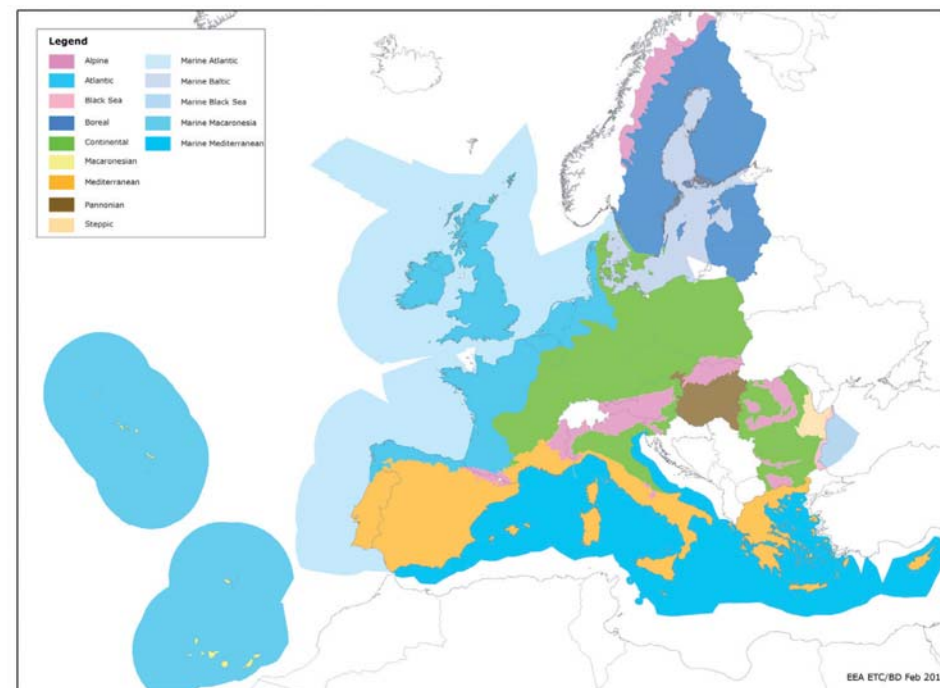 Legend
Alpine
Atlantic
Black Sea
Boreal
Continental
Macaronesian
Mediterranean
Pannonian
Steppic
Marine Atlantic
Marine Baltic
Marine Black Sea
Marine Macaronesia
Marine Mediterranean
EEA ETC/BD Feb 201